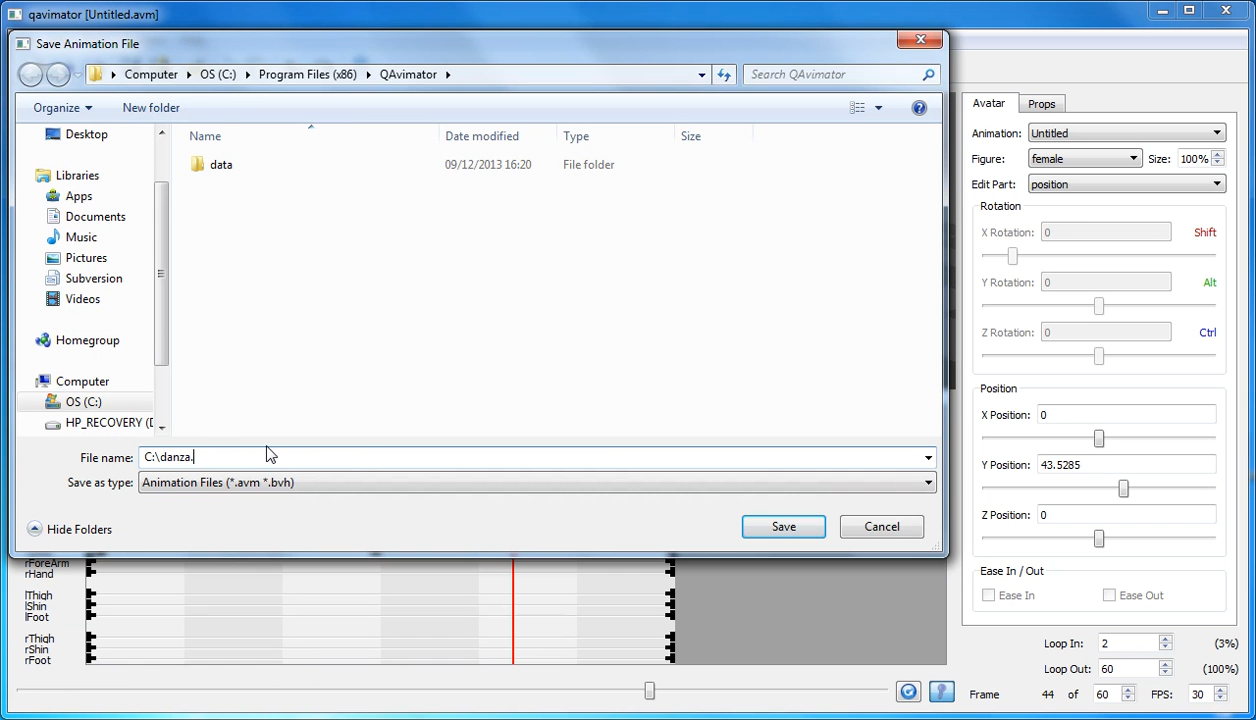 qavimator [Untitled.avm]
Save Animation File
Computer OS (C:) Program Files (x86) QAvimator
Search QAvimator
Organize
New folder
Name
Date modified
Type
Size
data
09/12/2013 16:20
File folder
Desktop
Libraries
Apps
Documents
Music
Pictures
Subversion
Videos
Homegroup
Computer
OS (C:)
HP_RECOVERY (D
File name: C:\danza.
Save as type: Animation Files (*.avm *.bvh)
Hide Folders
Save
Cancel
Avatar
Props
Animation: Untitled
Figure: female
Size: 100%
Edit Part: position
Rotation
X Rotation: 0 Shift
Y Rotation: 0 Alt
Z Rotation: 0 Ctrl
Position
X Position: 0
Y Position: 43.5285
Z Position: 0
Ease In / Out
Ease In
Ease Out
rForeArm
rHand
lThigh
lShin
lFoot
rThigh
rShin
rFoot
Loop In: 2 (3%)
Loop Out: 60 (100%)
Frame 44 of 60 FPS: 30